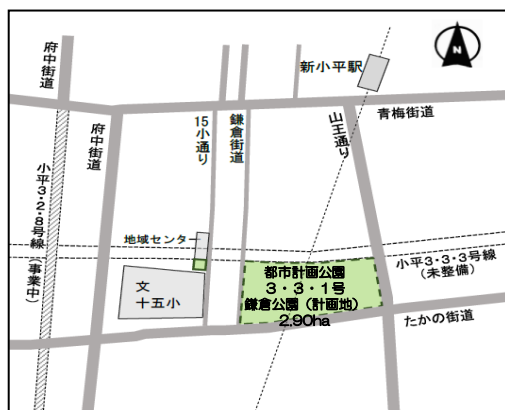 N
新小平駅
府中街道
青梅街道
府中街道
15小通り
鎌倉街道
山王通り
小平3・2・8号線（事業中）
地域センター
小平3・3・3号線
（未整備）
都市計画公園
3・3・1号
鎌倉公園（計画地）
2.90ha
文
十五小
たかの街道